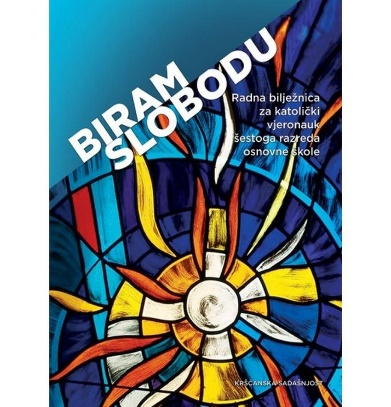 BIRAM
SLOBODU
Radna bilježnica
za katolički
vjeronauk
šestoga razreda
osnovne škole
KRŠĆANSKA SADAŠNJOST